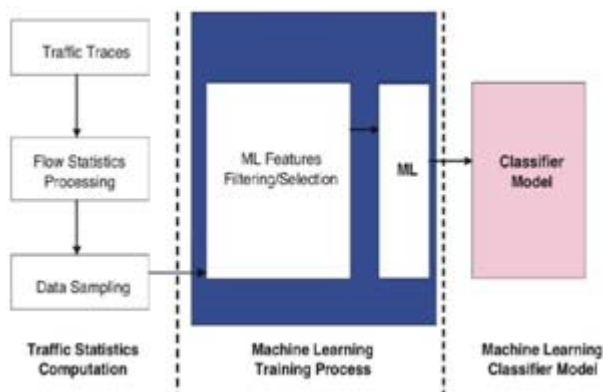 Traffic Traces
Flow Statistics
Processing
Data Sampling
ML Features
Filtering/Selection
ML
Classifier
Model
Traffic Statistics
Computation
Machine Learning
Training Process
Machine Learning
Classifier Model